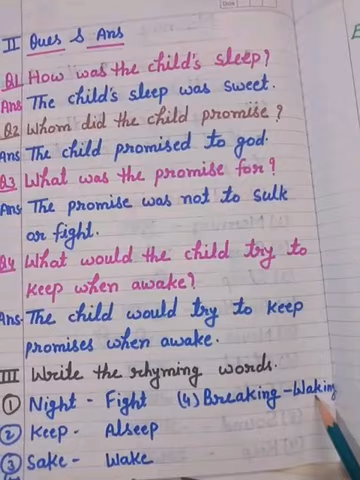 II Ques & Ans
Q1 How was the child's sleep?
Ans The child's sleep was sweet.
Q2 Whom did the child promise?
Ans The child promised to god.
Q3 What was the promise for?
Ans The promise was not to sulk
or fight.
Q4 What would the child try to
keep when awake?
Ans. The child would try to keep
promises when awake.
III Write the rhyming words.
1 Night - Fight (4) Breaking - Waking
2 Keep - Alseep
3 Sake - Wake